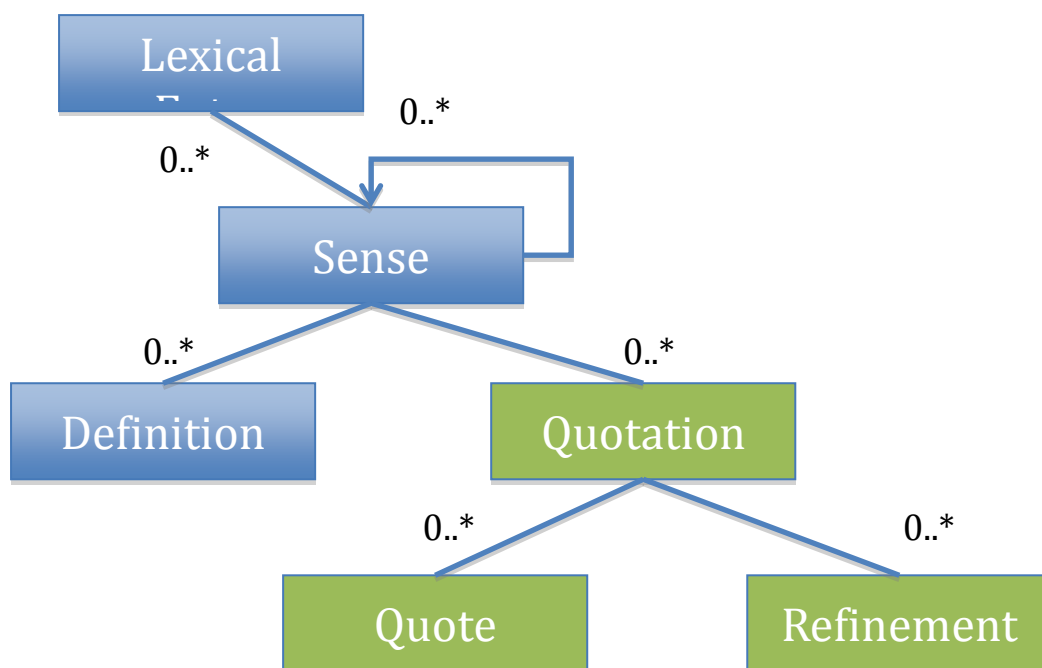 Lexical
0..*
0..*
Sense
0..*
0..*
Definition
Quotation
0..*
0..*
Quote
Refinement